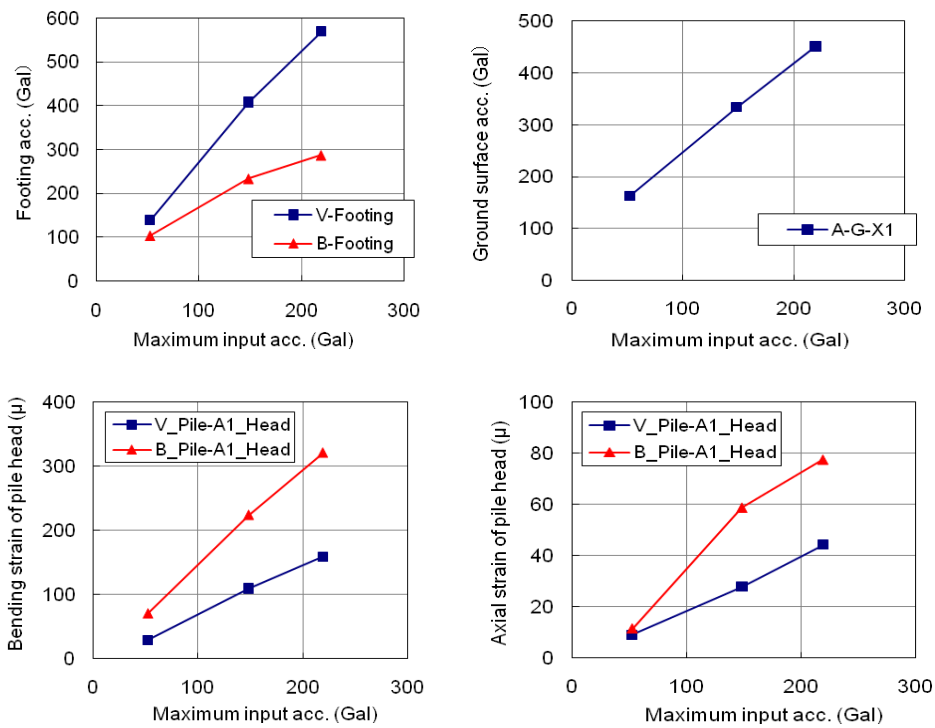 Footing acc. (Gal)
600
500
400
300
200
100
0
V-Footing
B-Footing
0 100 200 300
Maximum input acc. (Gal)
Ground surface acc. (Gal)
500
400
300
200
100
0
A-G-X1
0 100 200 300
Maximum input acc. (Gal)
Bending strain of pile head (μ)
400
300
200
100
0
V_Pile-A1_Head
B_Pile-A1_Head
0 100 200 300
Maximum input acc. (Gal)
Axial strain of pile head (μ)
100
80
60
40
20
0
V_Pile-A1_Head
B_Pile-A1_Head
0 100 200 300
Maximum input acc. (Gal)